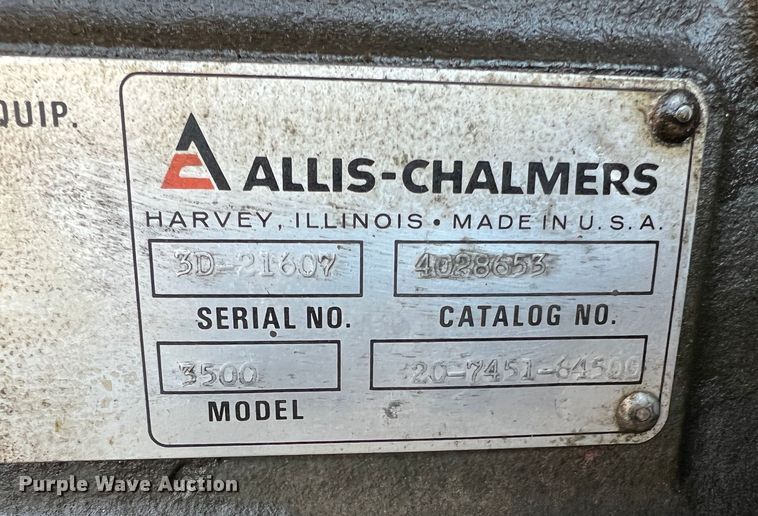 QUIP.
ALLIS-CHALMERS
HARVEY, ILLINOIS • MADE IN U.S.A.
3D-21607 4028653
SERIAL NO. CATALOG NO.
3500 20-7451-6450G
MODEL
Purple Wave Auction